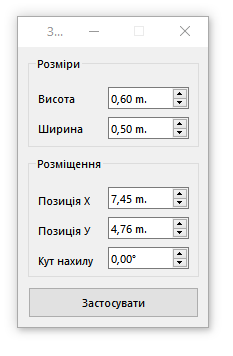 З...
Розміри
Висота 0,60 m.
Ширина 0,50 m.
Розміщення
Позиція X 7,45 m.
Позиція У 4,76 m.
Кут нахилу 0,00°
Застосувати